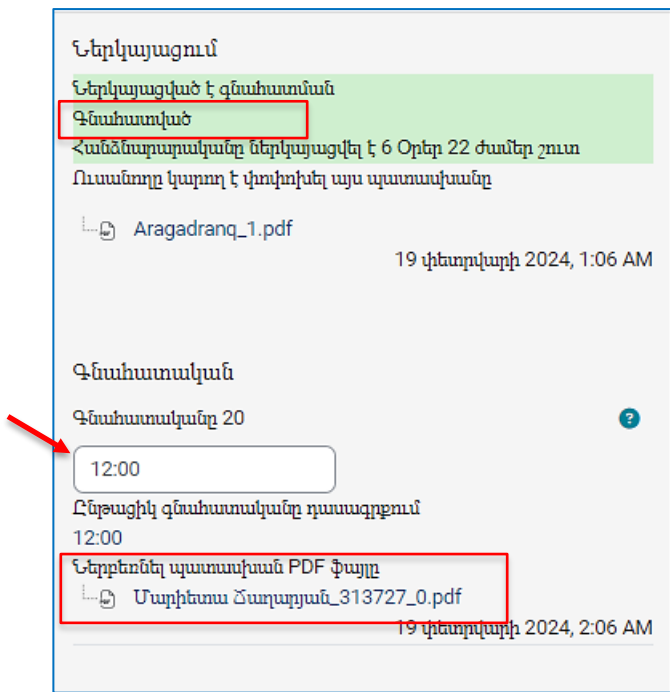 Ներկայացում
Ներկայացված է գնահատման
Գնահատված
Հանձնարարականը ներկայացվել է 6 Օրեր 22 ժամեր շուտ
Ուսանողը կարող է փոփոխել այս պատասխանը
Aragadranq_1.pdf
19 փետրվարի 2024, 1:06 AM
Գնահատական
Գնահատականը 20
?
12:00
Ընթացիկ գնահատականը դասագրքում
12:00
Ներբեռնել պատասխան PDF ֆայլը
Մարիետա Ճաղարյան_313727_0.pdf
19 փետրվարի 2024, 2:06 AM